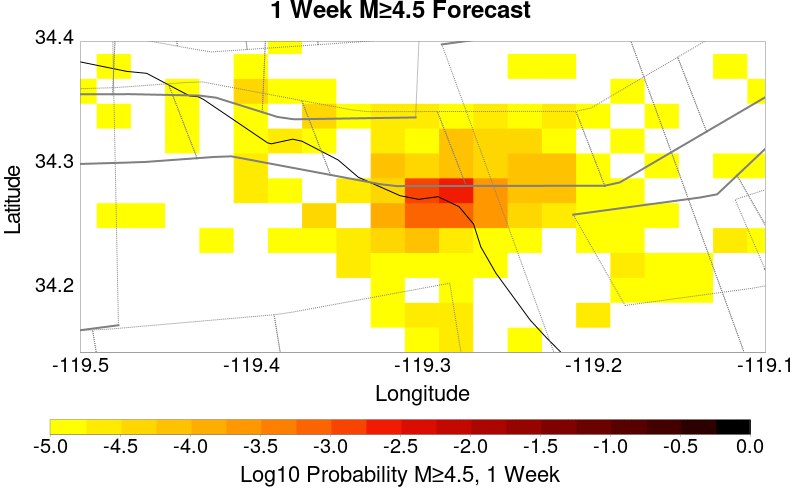 1 Week M≥4.5 Forecast
34.4
34.3
34.2
Latitude
-119.5 -119.4 -119.3 -119.2 -119.1
Longitude
-5.0 -4.5 -4.0 -3.5 -3.0 -2.5 -2.0 -1.5 -1.0 -0.5 0.0
Log10 Probability M≥4.5, 1 Week